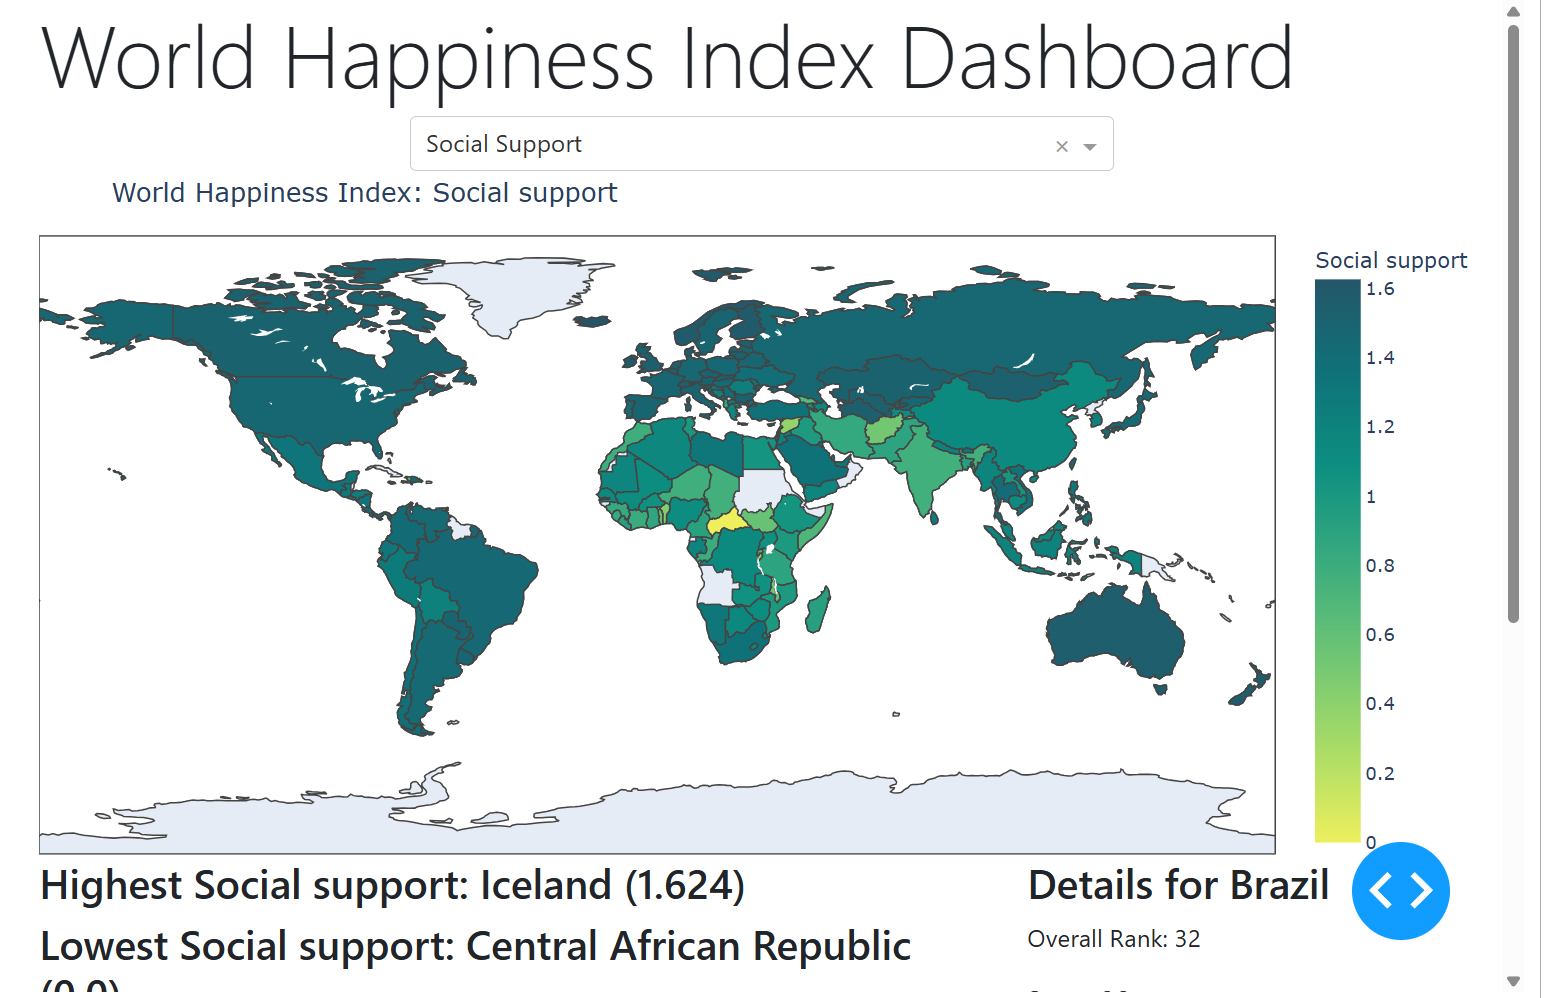 World Happiness Index Dashboard
Social Support
World Happiness Index: Social support
Social support
1.6
1.4
1.2
1
0.8
0.6
0.4
0.2
0
Highest Social support: Iceland (1.624)
Lowest Social support: Central African Republic
(0.0)
Details for Brazil
Overall Rank: 32